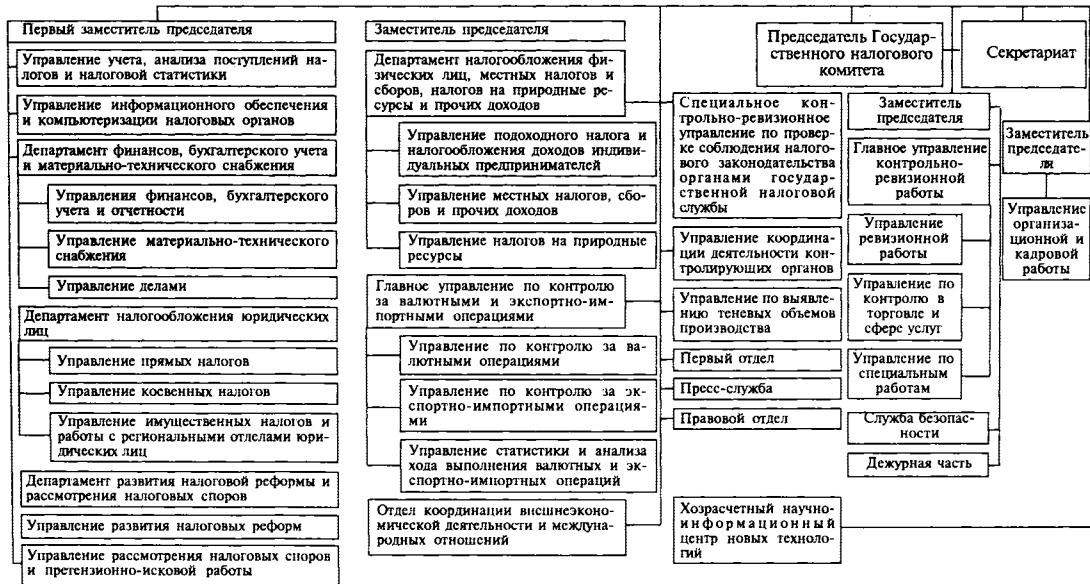 Первый заместитель председателя
Управление учета, анализа поступлений на-
логов и налоговой статистики
Управление информационного обеспечения
и компьютеризации налоговых органов
Департамент финансов, бухгалтерского учета
и материально-технического снабжения
Управления финансов, бухгалтерского
учета и отчетности
Управление материально-технического
снабжения
Управление делами
Департамент налогообложения юридических
лиц
Управление прямых налогов
Управление косвенных налогов
Управление имущественных налогов и
работы с региональными отделами юри-
дических лиц
Департамент развития налоговой реформы и
рассмотрения налоговых споров
Управление развития налоговых реформ
Управление рассмотрения налоговых споров
и претензионно-исковой работы
Заместитель председателя
Департамент налогообложения фи-
зических лиц, местных налогов и
сборов, налогов на природные ре-
сурсы и прочих доходов
Управление подоходного налога и
налогообложения доходов индиви-
дуальных предпринимателей
Управление местных налогов, сбо-
ров и прочих доходов
Управление налогов на природные
ресурсы
Главное управление по контролю
за валютными и экспортно-им-
портными операциями
Управление по контролю за ва-
лютными операциями
Управление по контролю за эк-
спортно-импортными операциям-
и
Управление статистики и анализа
хода выполнения валютных и эк-
спортно-импортных операций
Отдел координации внешнеэконо-
мической деятельности и междуна-
родных отношений
Председатель Государ-
ственного налогового
комитета
Секретариат
Специальное кон-
трольно-ревизионное
управление по провер-
ке соблюдения налого-
вого законодательства
органами государ-
ственной налоговой
службы
Управление координа-
ции деятельности кон-
тролирующих органов
Управление по выявле-
нию теневых объемов
производства
Первый отдел
Пресс-служба
Правовой отдел
Хозрасчетный научно-
информационный
центр новых техноло-
гий
Заместитель
председателя
Главное управление
контрольно-
ревизионной
работы
Управление
ревизионной
работы
Управление по
контролю в
торговле и
сфере услуг
Управление по
специальным
работам
Служба безопас-
ности
Дежурная часть
Заместитель
председате-
ля
Управление
организа-
ционной и
кадровой
работы